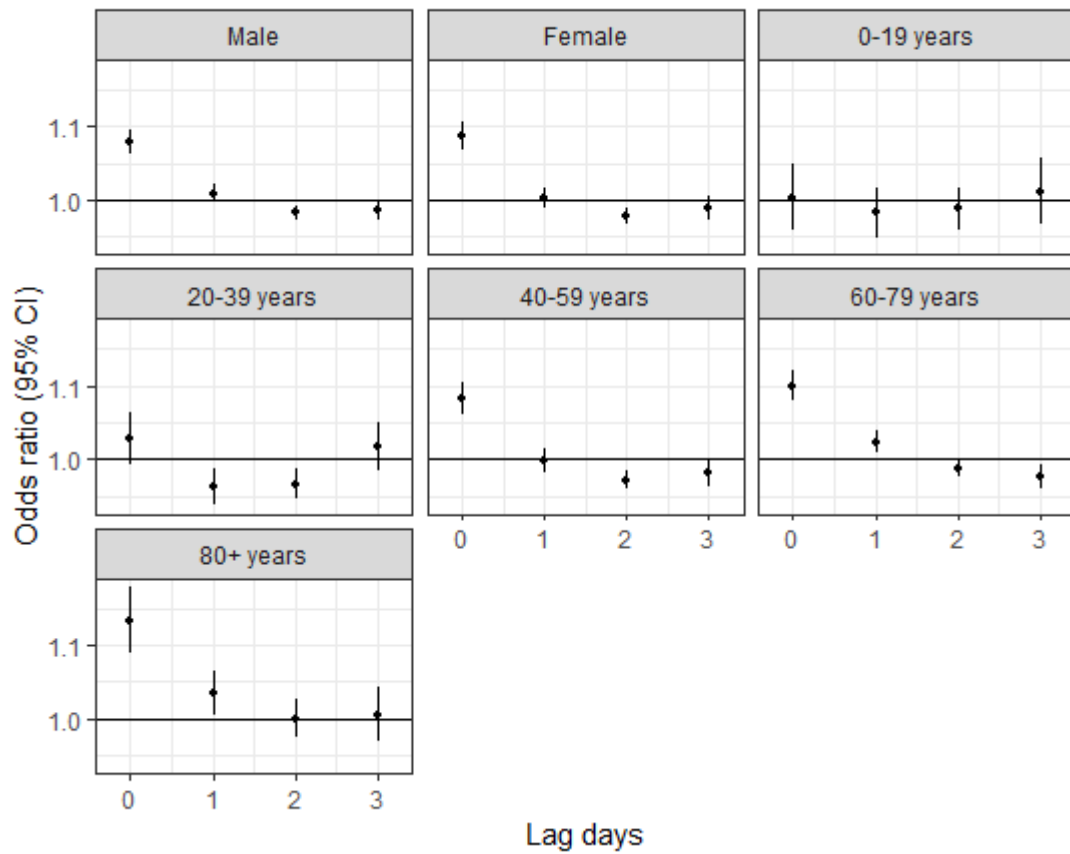 Male Female 0-19 years
1.1
1.0
20-39 years 40-59 years 60-79 years
Odds ratio (95% CI)
1.1
1.0
0 1 2 3 0 1 2 3
80+ years
1.1
1.0
0 1 2 3
Lag days